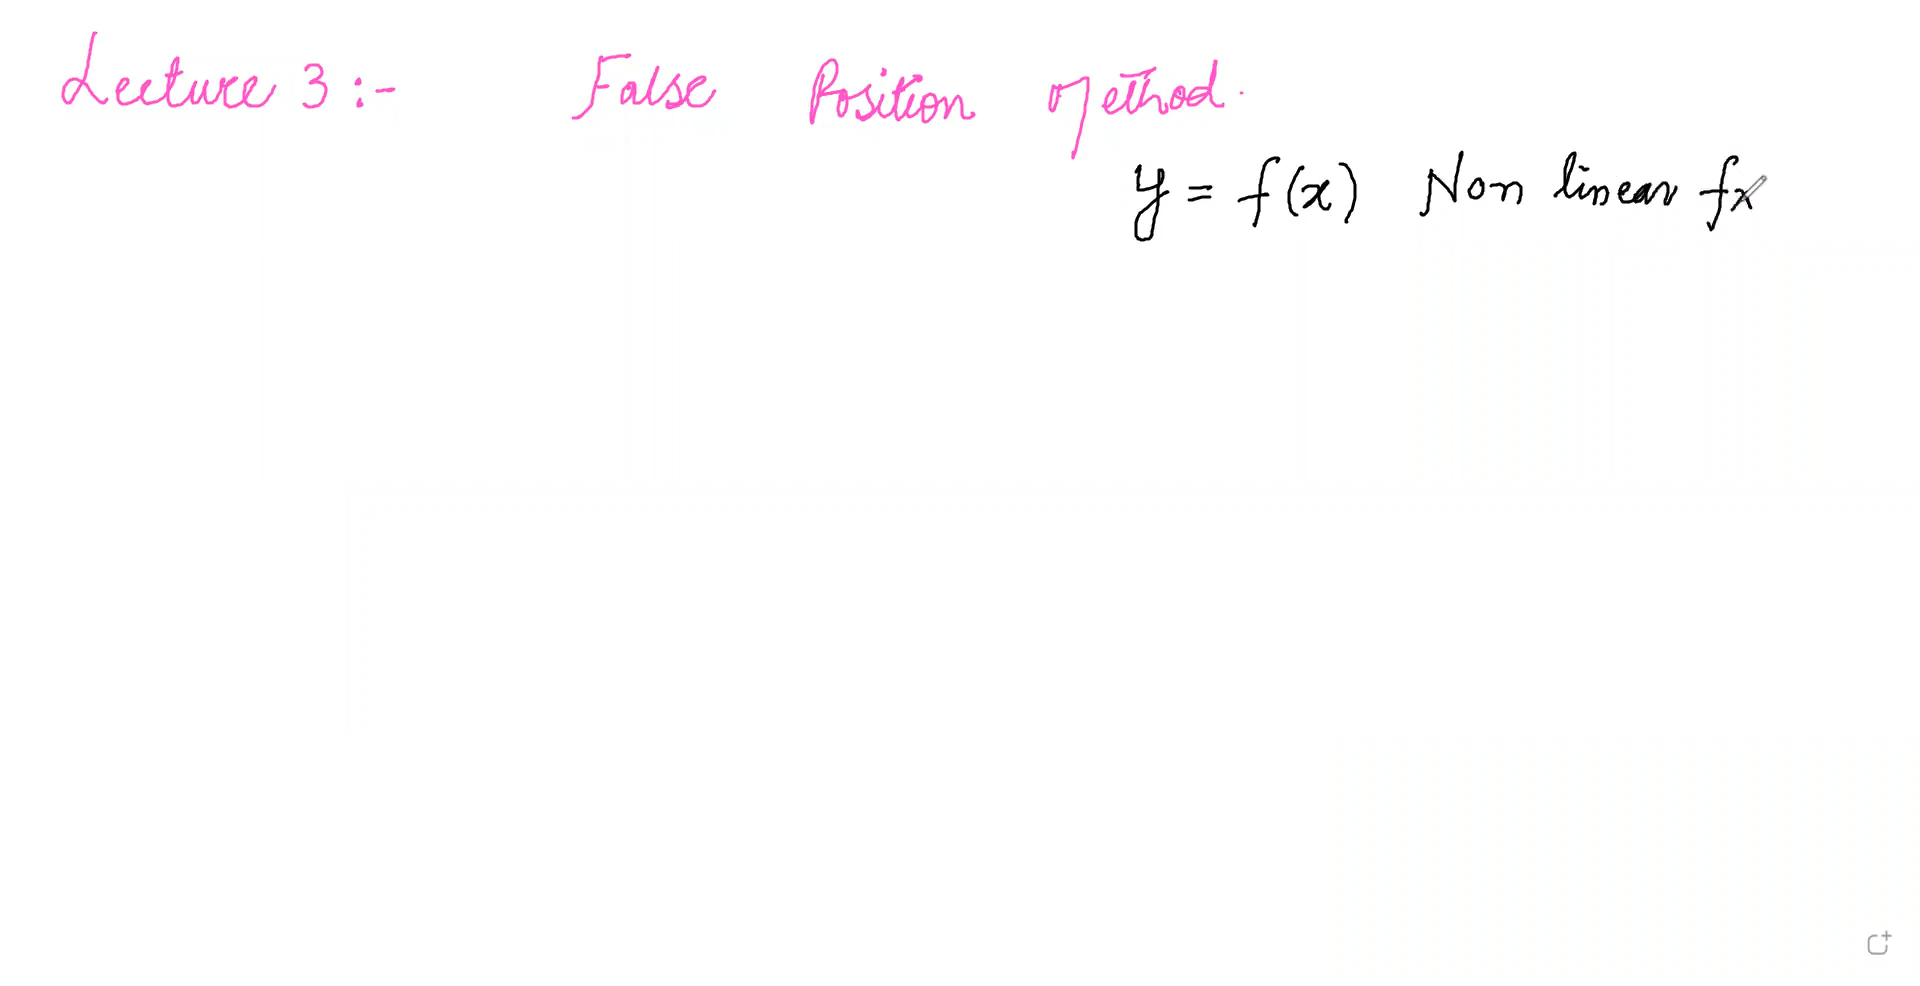 Lecture 3 :- False Position Method.
y = f(x) Non linear fx